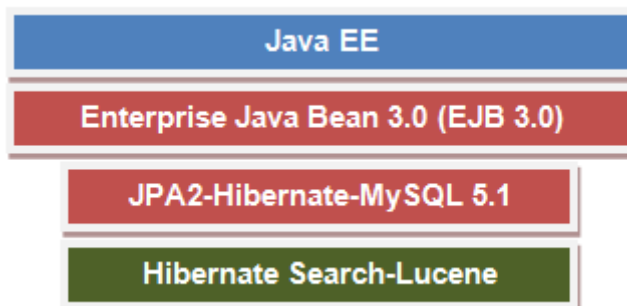 Java EE
Enterprise Java Bean 3.0 (EJB 3.0)
JPA2-Hibernate-MySQL 5.1
Hibernate Search-Lucene